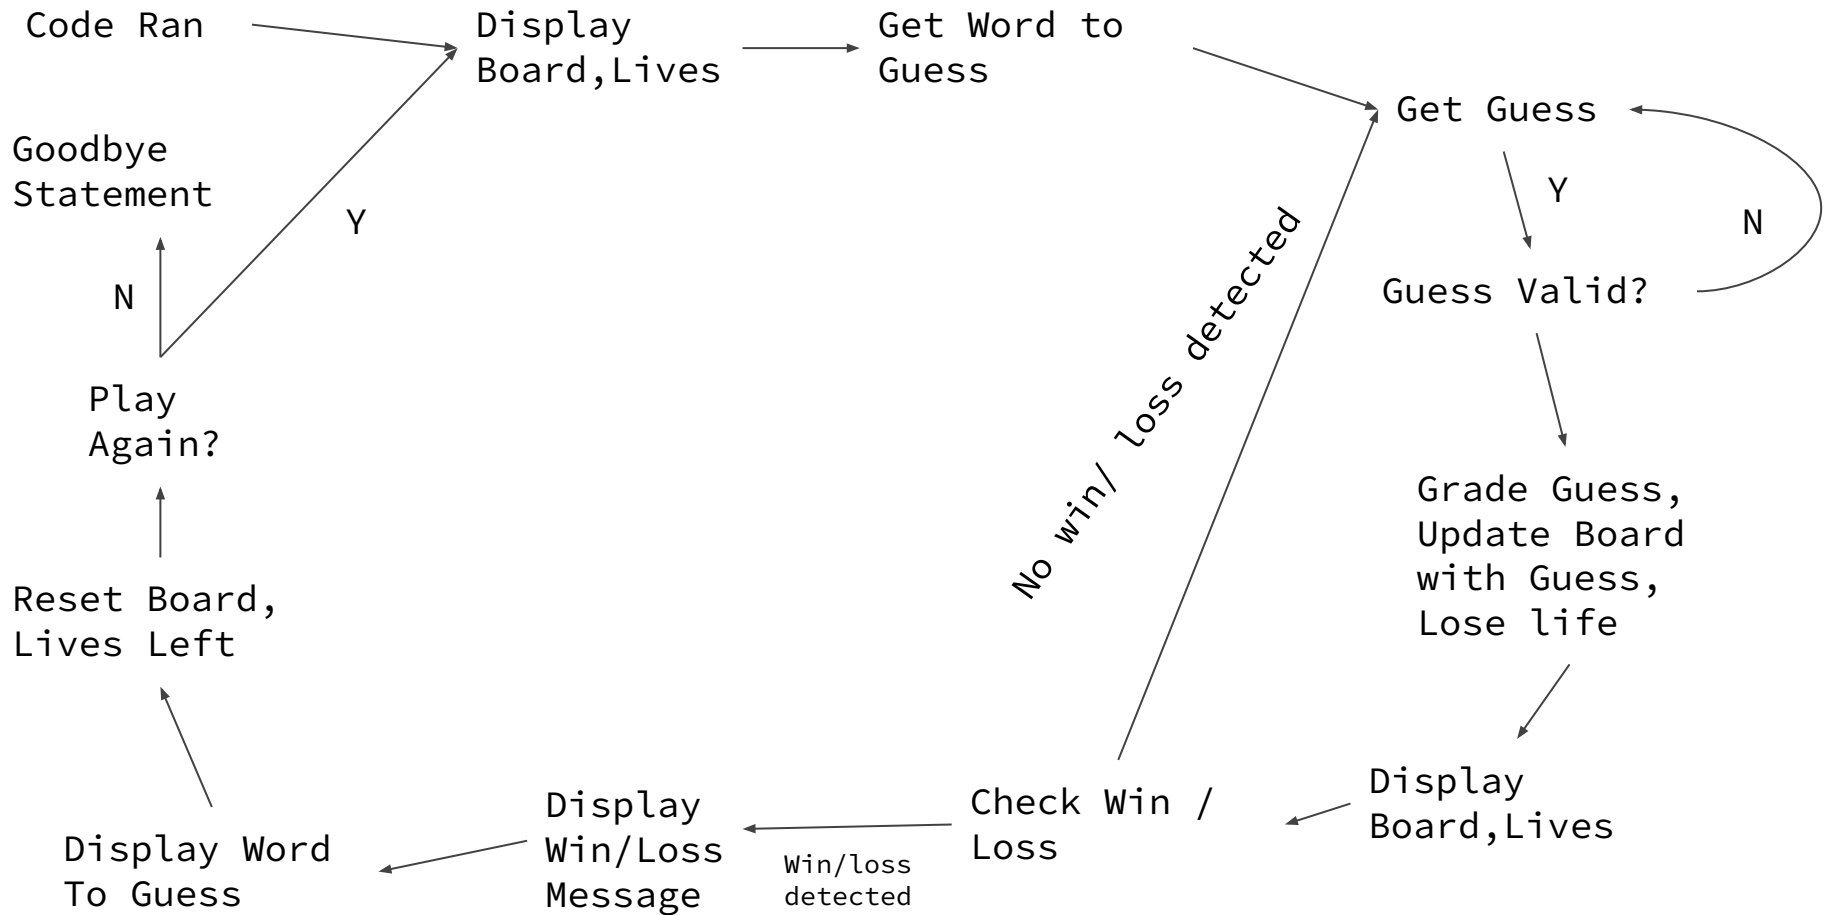 Code Ran
Display
Board,Lives
Get Word to
Guess
Get Guess
Y
N
Guess Valid?
Grade Guess,
Update Board
with Guess,
Lose life
Display
Board,Lives
Check Win /
Loss
No win/ loss detected
Win/loss
detected
Display
Win/Loss
Message
Display Word
To Guess
Reset Board,
Lives Left
Play
Again?
Y
N
Goodbye
Statement